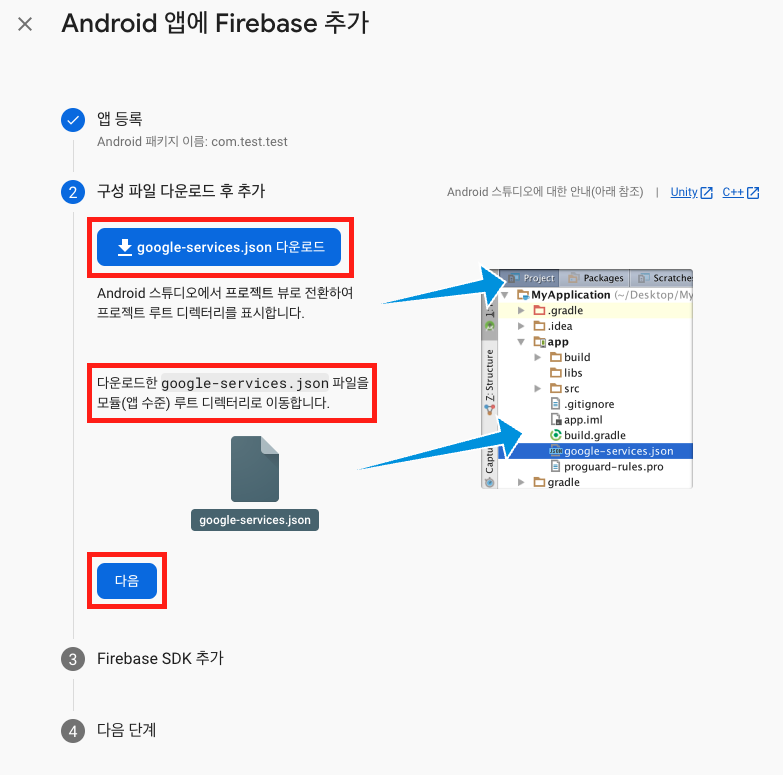 Android 앱에 Firebase 추가
앱 등록
Android 패키지 이름: com.test.test
2 구성 파일 다운로드 후 추가
Android 스튜디오에 대한 안내(아래 참조) | Unity C++
google-services.json 다운로드
Android 스튜디오에서 프로젝트 뷰로 전환하여
프로젝트 루트 디렉터리를 표시합니다.
다운로드한 google-services.json 파일을
모듈(앱 수준) 루트 디렉터리로 이동합니다.
google-services.json
Project Packages Scratches
MyApplication (~/Desktop/My
.gradle
.idea
app
build
libs
src
.gitignore
app.iml
build.gradle
google-services.json
proguard-rules.pro
gradle
Z: Structure
Captu
다음
3 Firebase SDK 추가
4 다음 단계